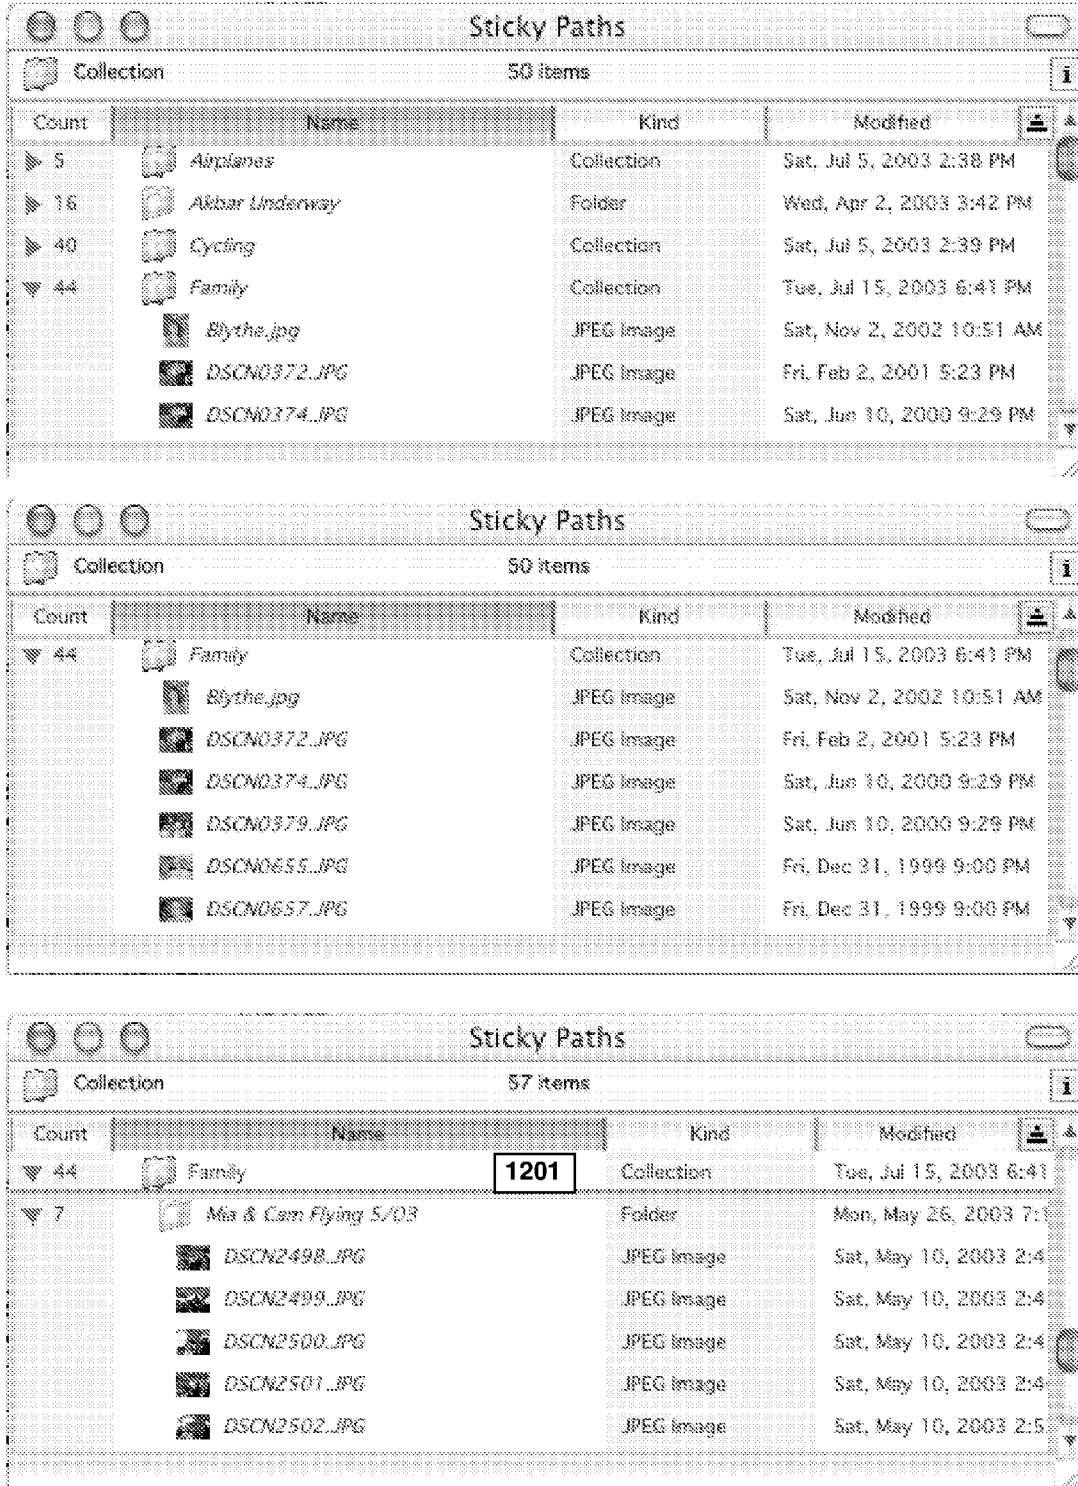 Sticky Paths
Collection 50 items i
Count Name Kind Modified
5 Airplanes Collection Sat, Jul 5, 2003 2:38 PM
16 Akbar Underway Folder Wed, Apr 2, 2003 3:42 PM
40 Cycling Collection Sat, Jul 5, 2003 2:39 PM
44 Family Collection Tue, Jul 15, 2003 6:41 PM
Blythe.jpg JPEG Image Sat, Nov 2, 2002 10:51 AM
DSCN0372.JPG JPEG Image Fri, Feb 2, 2001 5:23 PM
DSCN0374.JPG JPEG Image Sat, Jun 10, 2000 9:29 PM
Sticky Paths
Collection 50 items i
Count Name Kind Modified
44 Family Collection Tue, Jul 15, 2003 6:41 PM
Blythe.jpg JPEG Image Sat, Nov 2, 2002 10:51 AM
DSCN0372.JPG JPEG Image Fri, Feb 2, 2001 5:23 PM
DSCN0374.JPG JPEG Image Sat, Jun 10, 2000 9:29 PM
DSCN0379.JPG JPEG Image Sat, Jun 10, 2000 9:29 PM
DSCN0655.JPG JPEG Image Fri, Dec 31, 1999 9:00 PM
DSCN0657.JPG JPEG Image Fri, Dec 31, 1999 9:00 PM
Sticky Paths
Collection 57 items i
Count Name Kind Modified
44 Family 1201 Collection Tue, Jul 15, 2003 6:41
7 Mia & Cam Flying 5/03 Folder Mon, May 26, 2003 7:1
DSCN2498.JPG JPEG Image Sat, May 10, 2003 2:4
DSCN2499.JPG JPEG Image Sat, May 10, 2003 2:4
DSCN2500.JPG JPEG Image Sat, May 10, 2003 2:4
DSCN2501.JPG JPEG Image Sat, May 10, 2003 2:4
DSCN2502.JPG JPEG Image Sat, May 10, 2003 2:5